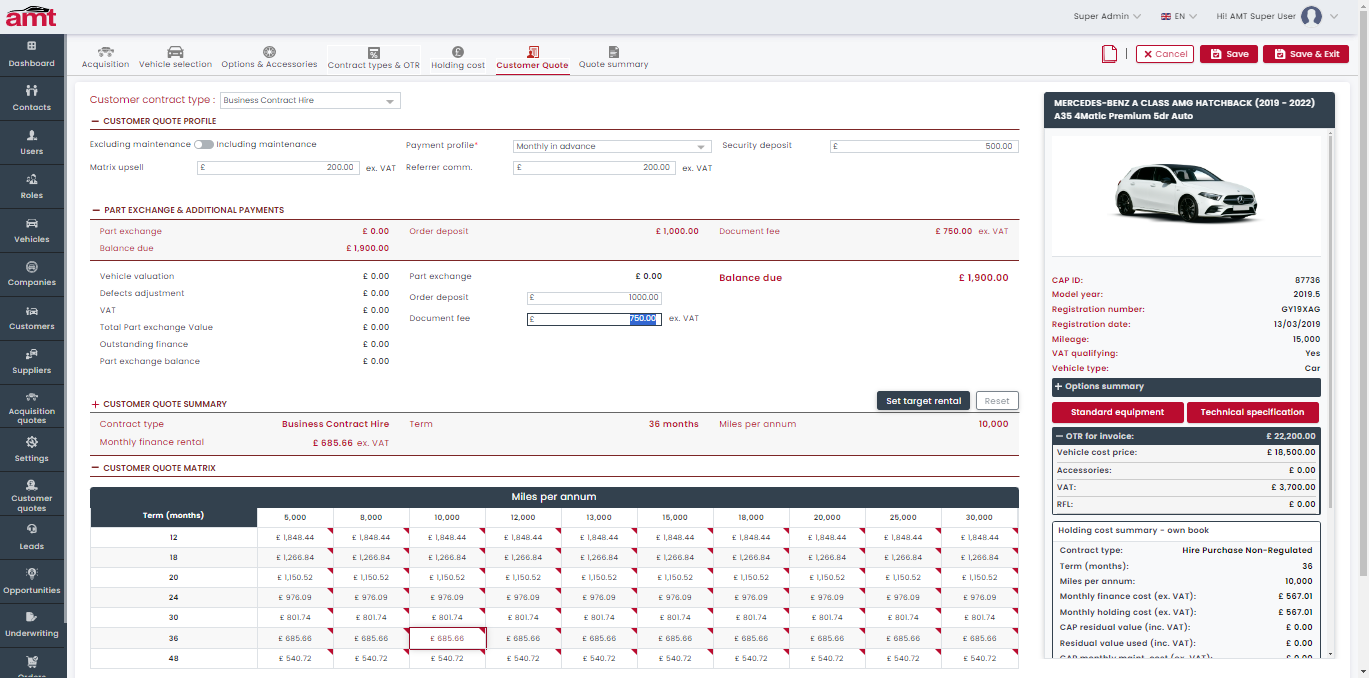 amt
Super Admin
EN
Hi! AMT Super User
Dashboard
Contacts
Users
Roles
Vehicles
Companies
Customers
Suppliers
Acquisition quotes
Settings
Customer quotes
Leads
Opportunities
Underwriting
Orders
Acquisition
Vehicle selection
Options & Accessories
Contract types & OTR
Holding cost
Customer Quote
Quote summary
Cancel
Save
Save & Exit
Customer contract type : Business Contract Hire
CUSTOMER QUOTE PROFILE
Excluding maintenance Including maintenance
Payment profile* Monthly in advance
Security deposit £ 500.00
Matrix upsell £ 200.00 ex. VAT
Referrer comm. £ 200.00 ex. VAT
PART EXCHANGE & ADDITIONAL PAYMENTS
Part exchange £ 0.00 Order deposit £ 1,000.00 Document fee £ 750.00 ex. VAT
Balance due £ 1,900.00
Vehicle valuation £ 0.00 Part exchange £ 0.00 Balance due £ 1,900.00
Defects adjustment £ 0.00 Order deposit £ 1000.00
VAT £ 0.00 Document fee £ 750.00 ex. VAT
Total Part exchange Value £ 0.00
Outstanding finance £ 0.00
Part exchange balance £ 0.00
Set target rental
Reset
CUSTOMER QUOTE SUMMARY
Contract type Business Contract Hire Term 36 months Miles per annum 10,000
Monthly finance rental £ 685.66 ex. VAT
CUSTOMER QUOTE MATRIX
Miles per annum
Term (months) 5,000 8,000 10,000 12,000 13,000 15,000 18,000 20,000 25,000 30,000
12 £ 1,848.44 £ 1,848.44 £ 1,848.44 £ 1,848.44 £ 1,848.44 £ 1,848.44 £ 1,848.44 £ 1,848.44 £ 1,848.44 £ 1,848.44
18 £ 1,266.84 £ 1,266.84 £ 1,266.84 £ 1,266.84 £ 1,266.84 £ 1,266.84 £ 1,266.84 £ 1,266.84 £ 1,266.84 £ 1,266.84
20 £ 1,150.52 £ 1,150.52 £ 1,150.52 £ 1,150.52 £ 1,150.52 £ 1,150.52 £ 1,150.52 £ 1,150.52 £ 1,150.52 £ 1,150.52
24 £ 976.09 £ 976.09 £ 976.09 £ 976.09 £ 976.09 £ 976.09 £ 976.09 £ 976.09 £ 976.09 £ 976.09
30 £ 801.74 £ 801.74 £ 801.74 £ 801.74 £ 801.74 £ 801.74 £ 801.74 £ 801.74 £ 801.74 £ 801.74
36 £ 685.66 £ 685.66 £ 685.66 £ 685.66 £ 685.66 £ 685.66 £ 685.66 £ 685.66 £ 685.66 £ 685.66
48 £ 540.72 £ 540.72 £ 540.72 £ 540.72 £ 540.72 £ 540.72 £ 540.72 £ 540.72 £ 540.72 £ 540.72
MERCEDES-BENZ A CLASS AMG HATCHBACK (2019 - 2022)
A35 4Matic Premium 5dr Auto
CAP ID: 87736
Model year: 2019.5
Registration number: GY19XAG
Registration date: 13/03/2019
Mileage: 15,000
VAT qualifying: Yes
Vehicle type: Car
Options summary
Standard equipment
Technical specification
OTR for invoice: £ 22,200.00
Vehicle cost price: £ 18,500.00
Accessories: £ 0.00
VAT: £ 3,700.00
RFL: £ 0.00
Holding cost summary - own book
Contract type: Hire Purchase Non-Regulated
Term (months): 36
Miles per annum: 10,000
Monthly finance cost (ex. VAT): £ 567.01
Monthly holding cost (ex. VAT): £ 567.01
CAP residual value (inc. VAT): £ 0.00
Residual value used (inc. VAT): £ 0.00
CAP monthly maint. cost (ex. VAT): £ 0.00